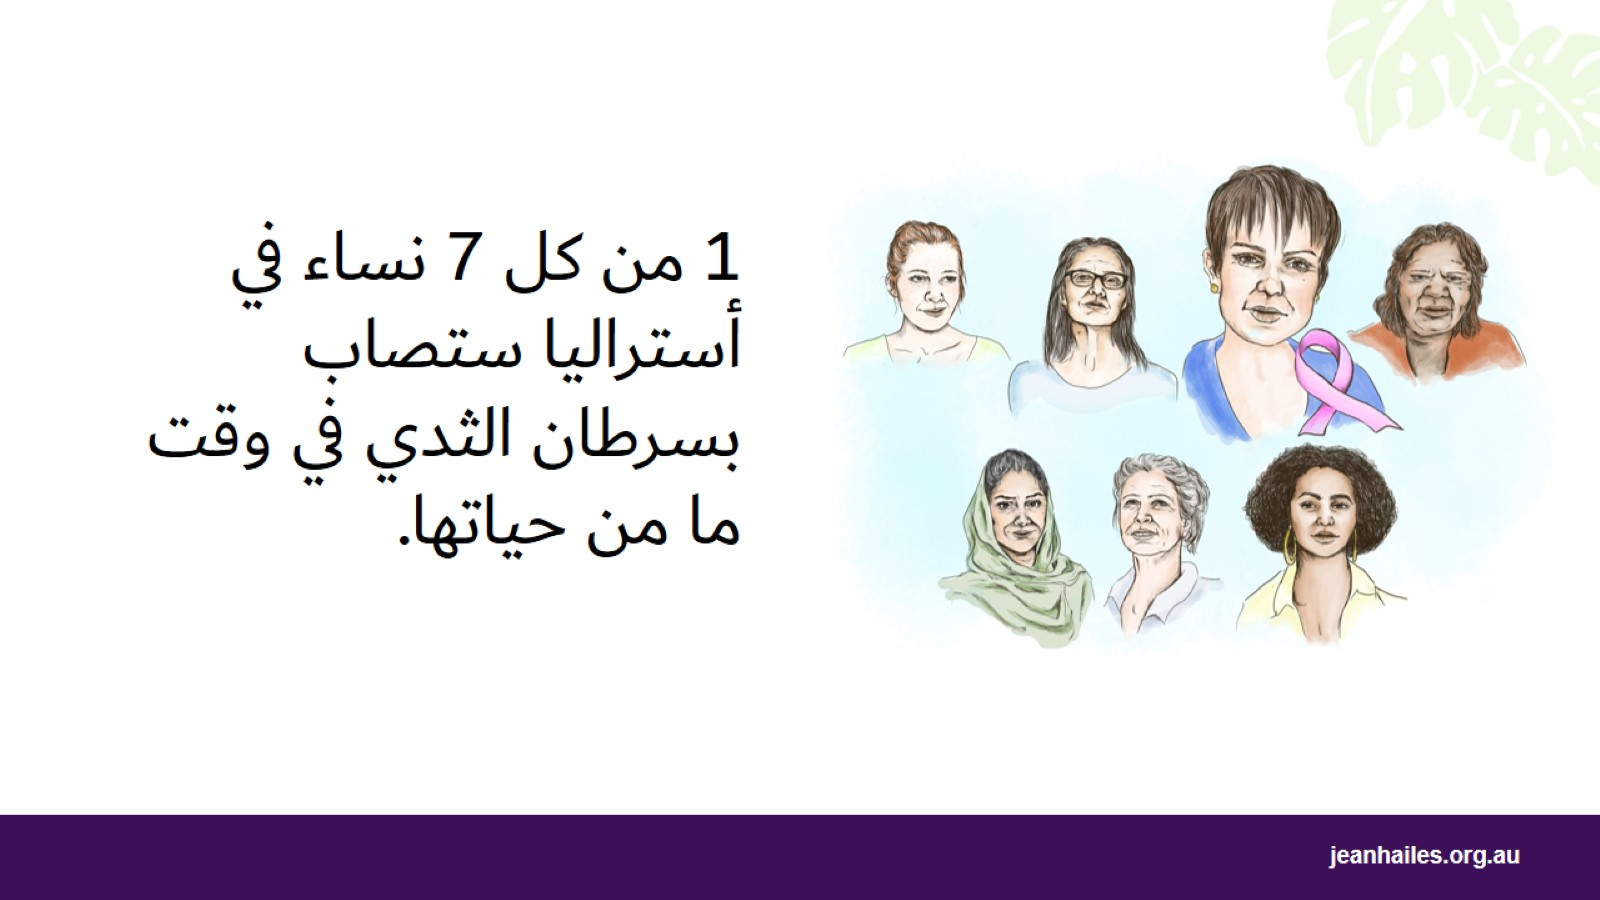 1 من كل 7 نساء في
أستراليا ستصاب
بسرطان الثدي في وقت
ما من حياتها.
jeanhailes.org.au